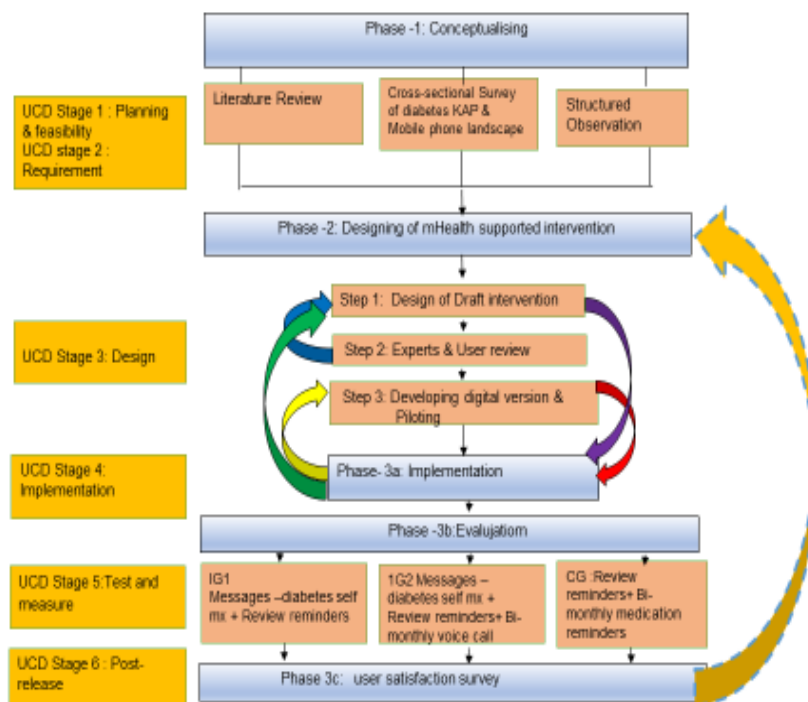 Phase -1: Conceptualising
UCD Stage 1 : Planning
& feasibility
UCD stage 2 :
Requirement
Literature Review
Cross-sectional Survey
of diabetes KAP &
Mobile phone landscape
Structured
Observation
Phase -2: Designing of mHealth supported intervention
Step 1: Design of Draft intervention
UCD Stage 3: Design
Step 2: Experts & User review
Step 3: Developing digital version &
Piloting
UCD Stage 4:
Implementation
Phase- 3a: Implementation
Phase -3b:Evalujatiorn
UCD Stage 5:Test and
measure
IG1
Messages –diabetes self
mx + Review reminders
1G2 Messages –
diabetes self mx +
Review reminders+ Bi-
monthly voice call
CG :Review
reminders+ Bi-
monthly medication
reminders
UCD Stage 6 : Post-
release
Phase 3c: user satisfaction survey